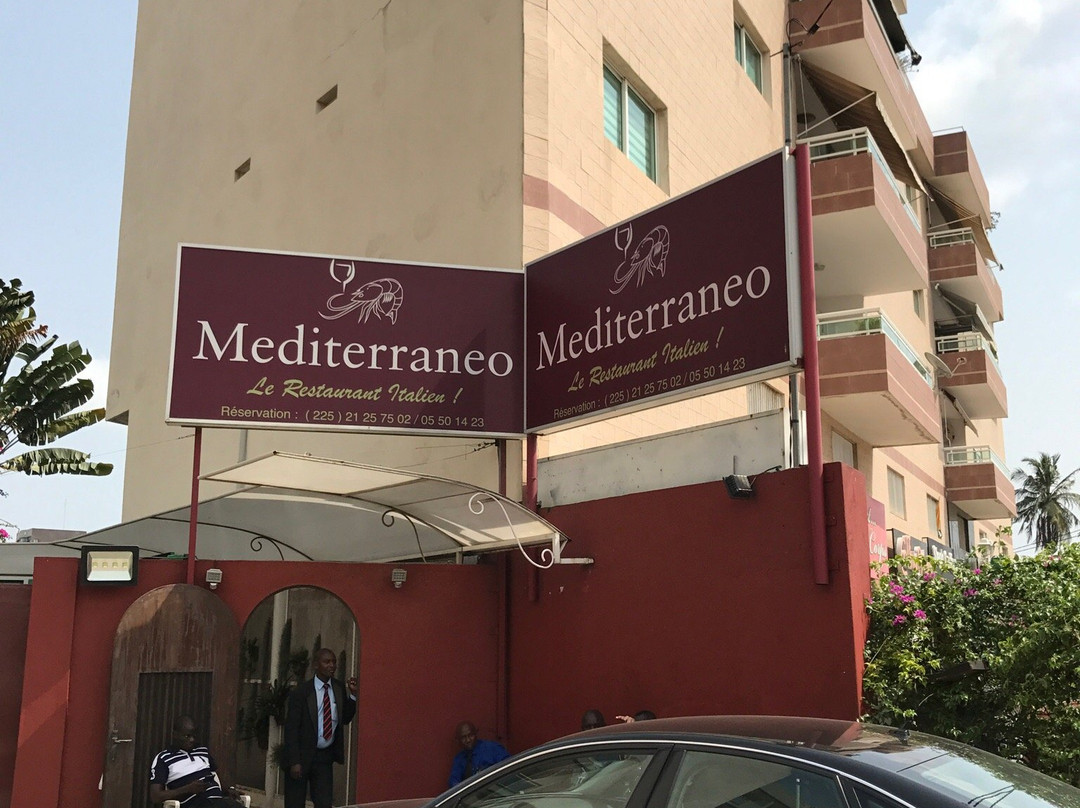 Mediterraneo
Le Restaurant Italien !
Réservation : ( 225 ) 21 25 75 02 / 05 50 14 23
Mediterraneo
Le Restaurant Italien !
Réservation : ( 225 ) 21 25 75 02 / 05 50 14 23